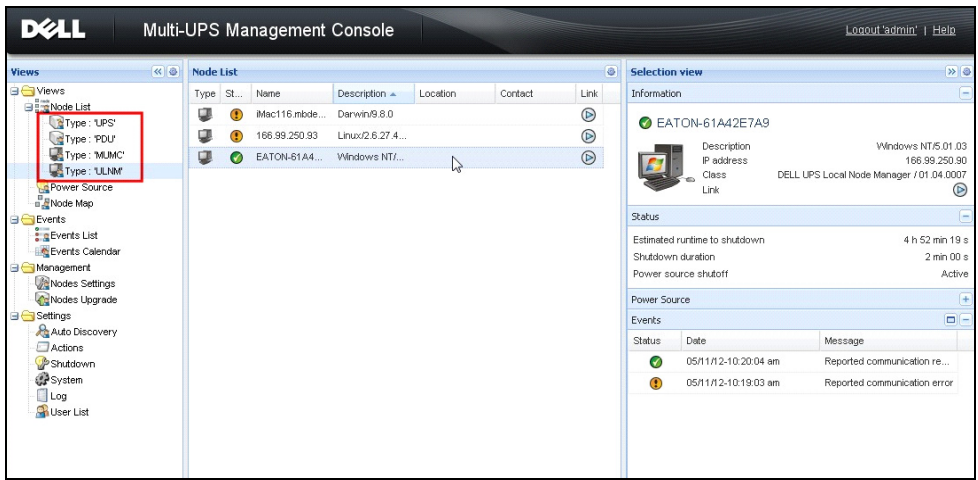 DELL Multi-UPS Management Console Logout 'admin' | Help
Views
Views
Node List
Type : 'UPS'
Type : 'PDU'
Type : 'MUMC'
Type : 'ULNM'
Power Source
Node Map
Events
Events List
Events Calendar
Management
Nodes Settings
Nodes Upgrade
Settings
Auto Discovery
Actions
Shutdown
System
Log
User List
Node List
Type St... Name Description Location Contact Link
iMac116.mbde... Darwin/9.8.0
166.99.250.93 Linux/2.6.27.4...
EATON-61A4... Windows NT/...
Selection view
Information
EATON-61A42E7A9
Description Windows NT/5.01.03
IP address 166.99.250.90
Class DELL UPS Local Node Manager / 01.04.0007
Link
Status
Estimated runtime to shutdown 4 h 52 min 19 s
Shutdown duration 2 min 00 s
Power source shutoff Active
Power Source
Events
Status Date Message
05/11/12-10:20:04 am Reported communication re...
05/11/12-10:19:03 am Reported communication error